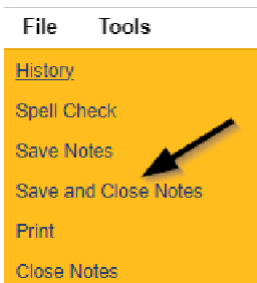 File Tools
History
Spell Check
Save Notes
Save and Close Notes
Print
Close Notes